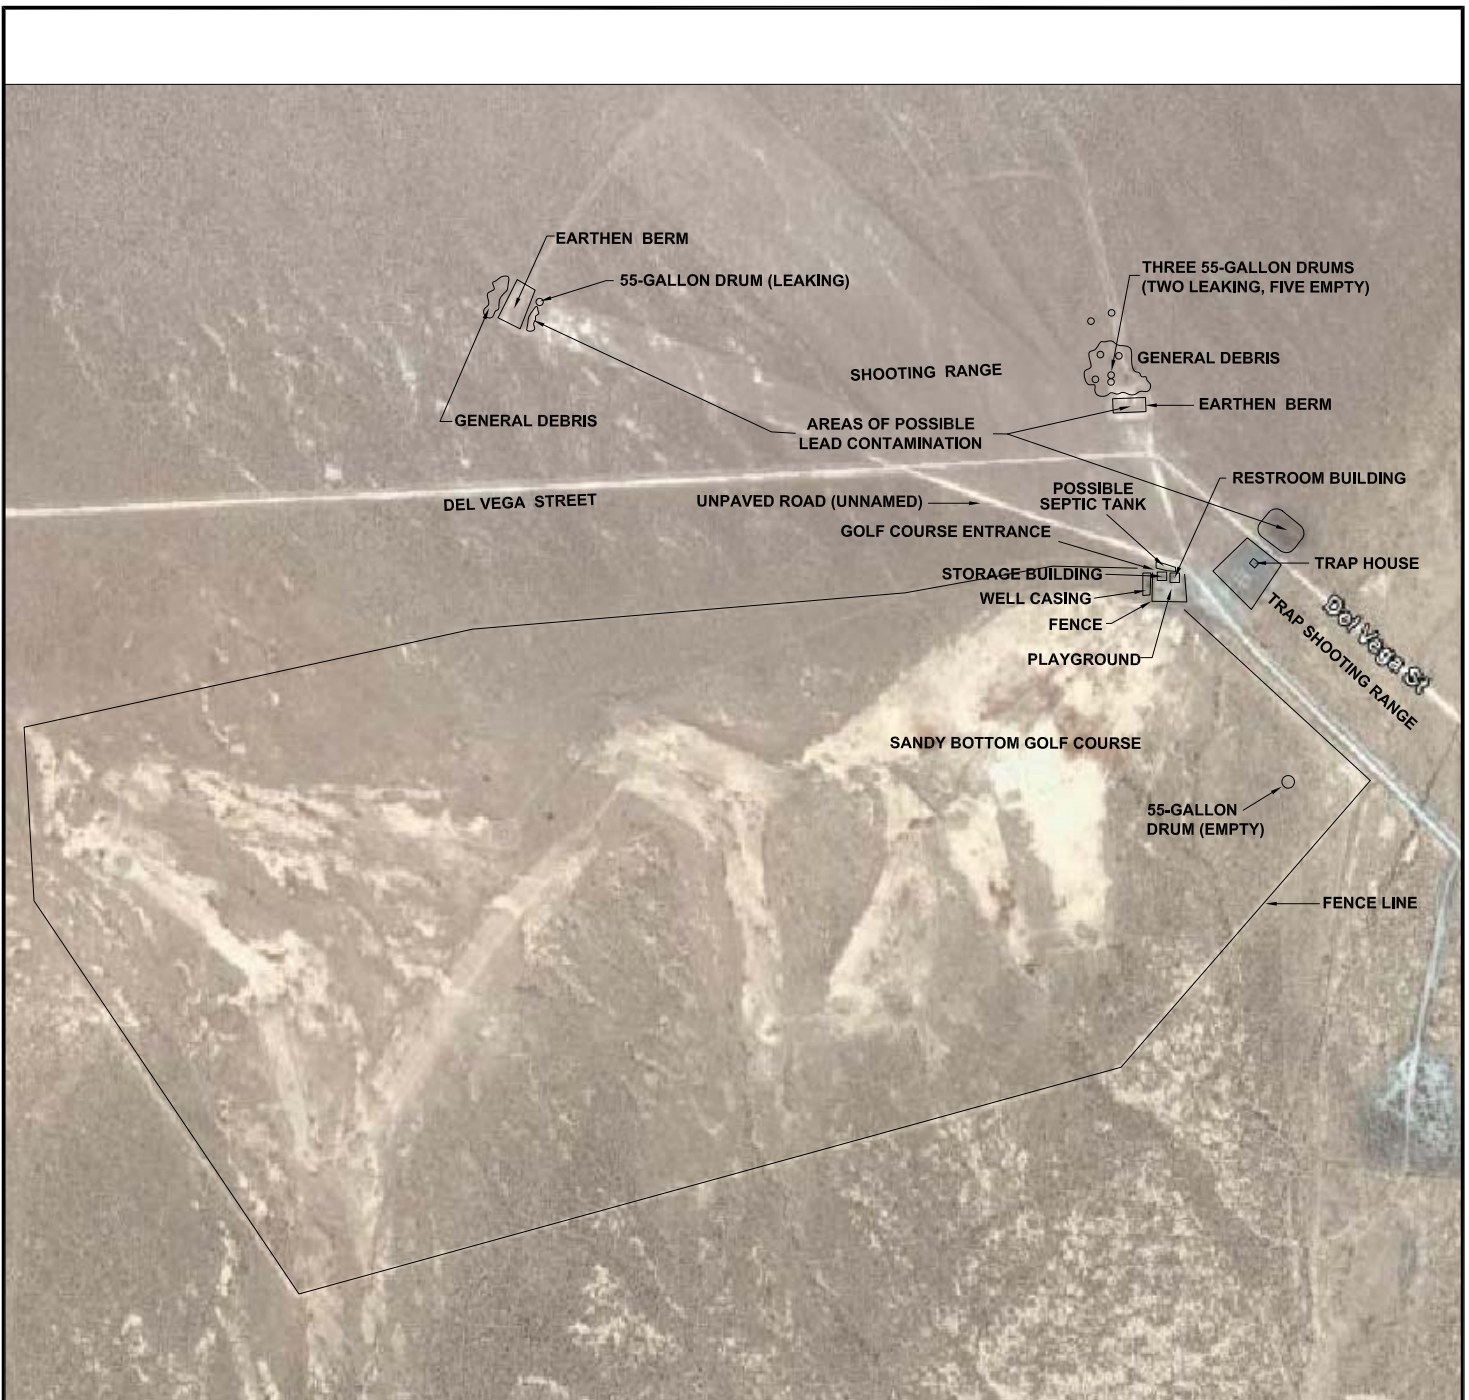 EARTHEN BERM
55-GALLON DRUM (LEAKING)
THREE 55-GALLON DRUMS
(TWO LEAKING, FIVE EMPTY)
GENERAL DEBRIS
SHOOTING RANGE
EARTHEN BERM
GENERAL DEBRIS
AREAS OF POSSIBLE
LEAD CONTAMINATION
RESTROOM BUILDING
POSSIBLE
SEPTIC TANK
DEL VEGA STREET
UNPAVED ROAD (UNNAMED)
GOLF COURSE ENTRANCE
TRAP HOUSE
STORAGE BUILDING
WELL CASING
FENCE
PLAYGROUND
Del Vega St
TRAP SHOOTING RANGE
SANDY BOTTOM GOLF COURSE
55-GALLON
DRUM (EMPTY)
FENCE LINE